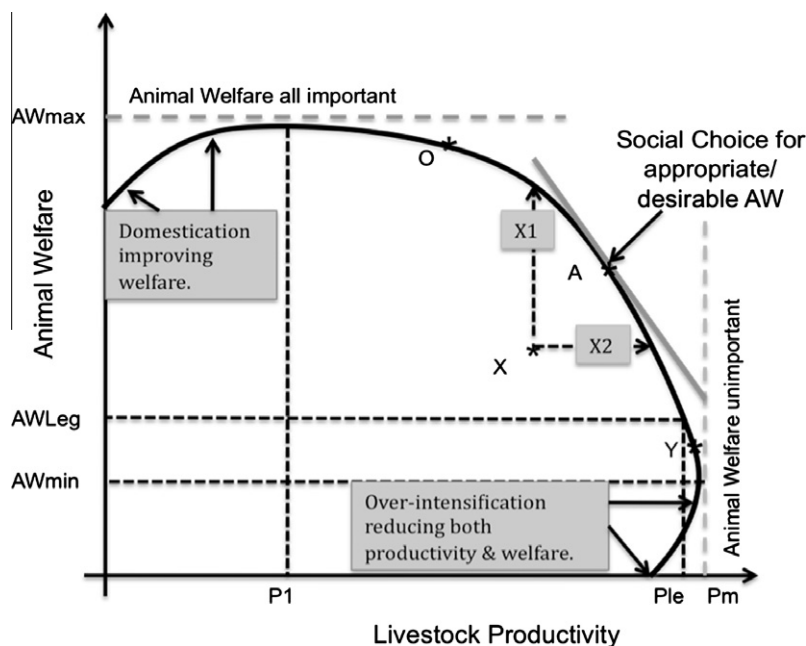 AWmax
Animal Welfare all important
O
Social Choice for
appropriate/
desirable AW
Domestication
improving
welfare.
X1
A
X
X2
Animal Welfare
Animal Welfare unimportant
AWLeg
Y
AWmin
Over-intensification
reducing both
productivity & welfare.
P1
Ple
Pm
Livestock Productivity